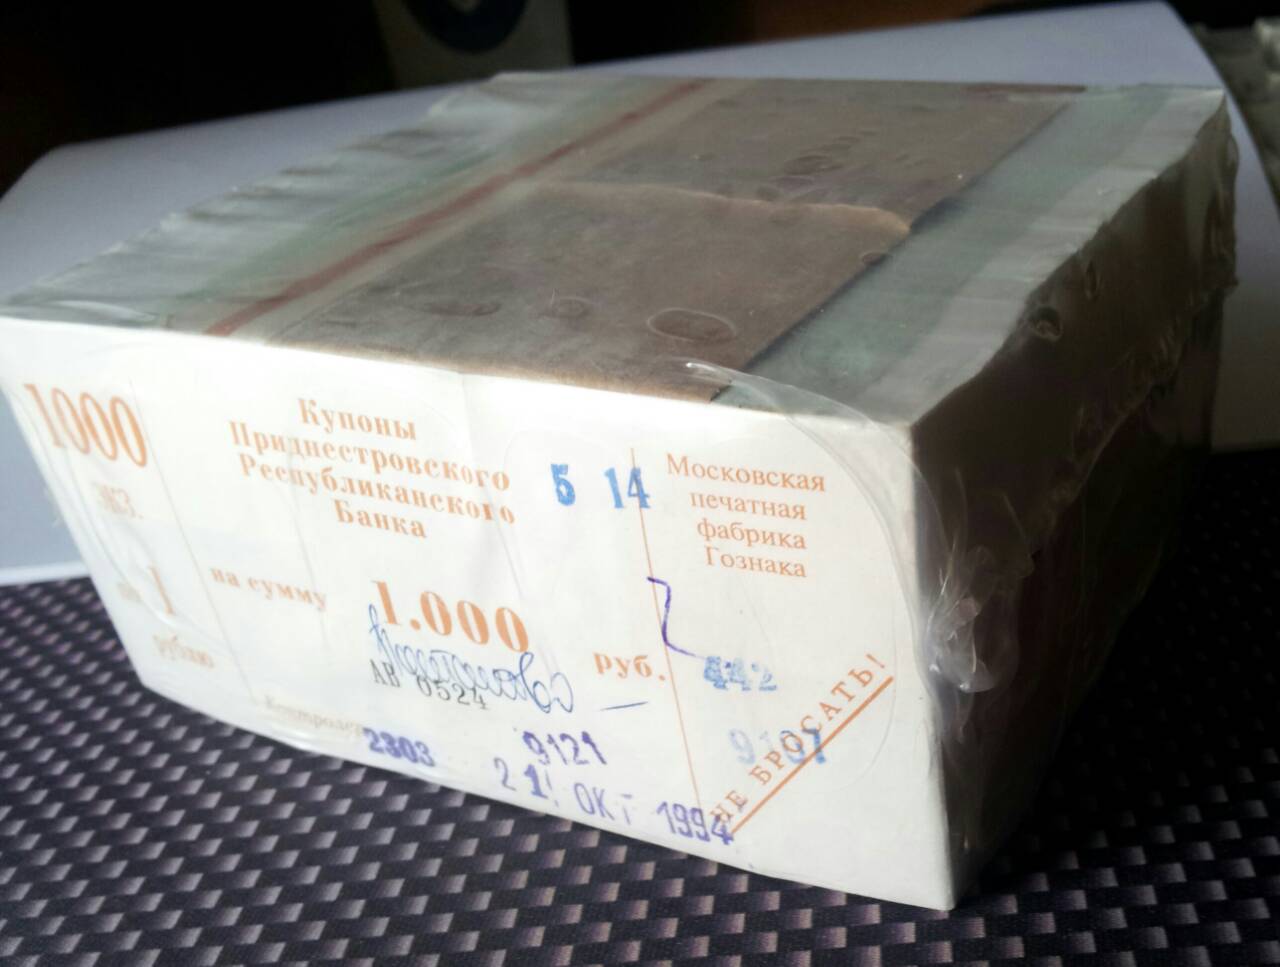 1000
экз.
по 1
рублю
Купоны
Приднестровского
Республиканского
Банка
на сумму 1.000 руб.
АВ 0524
Контролер
2303 9121
21 ОКТ 1994
5 14
Московская
печатная
фабрика
Гознака
442
НЕ БРОСАТЬ!